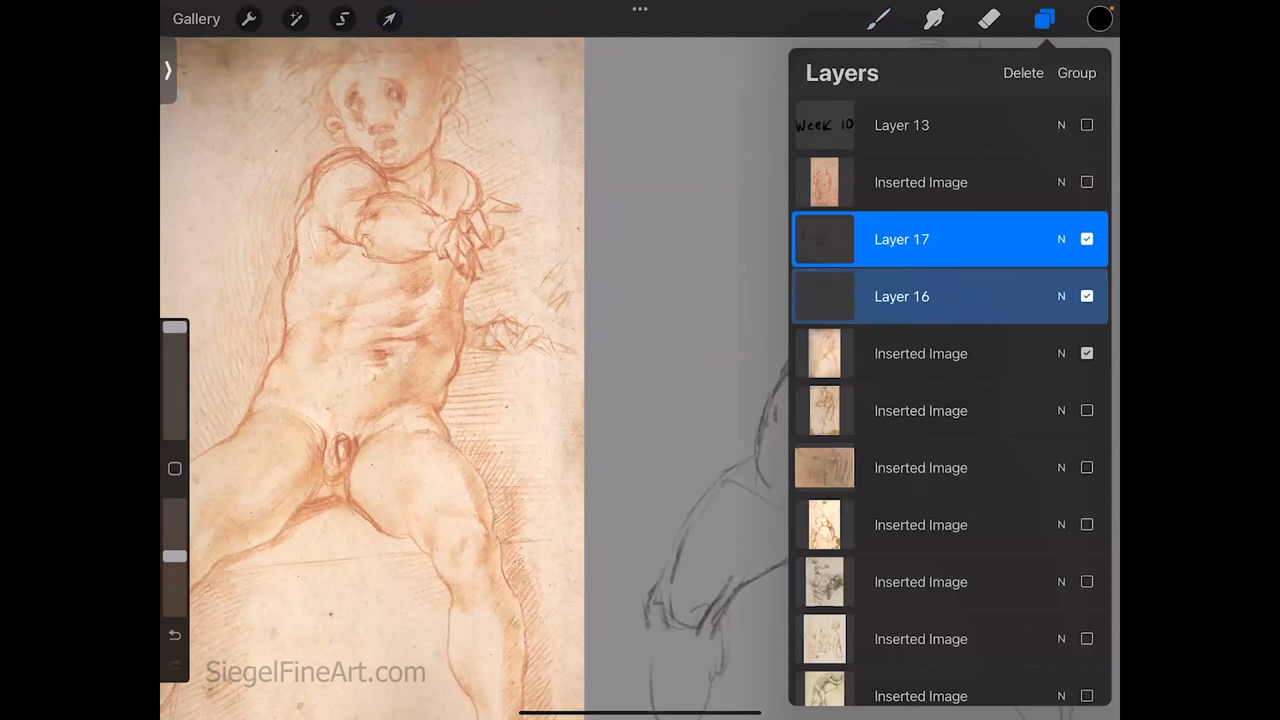 Gallery
Layers Delete Group
Week 10 Layer 13 N
Inserted Image N
Layer 17 N
Layer 16 N
Inserted Image N
Inserted Image N
Inserted Image N
Inserted Image N
Inserted Image N
Inserted Image N
Inserted Image N
SiegelFineArt.com